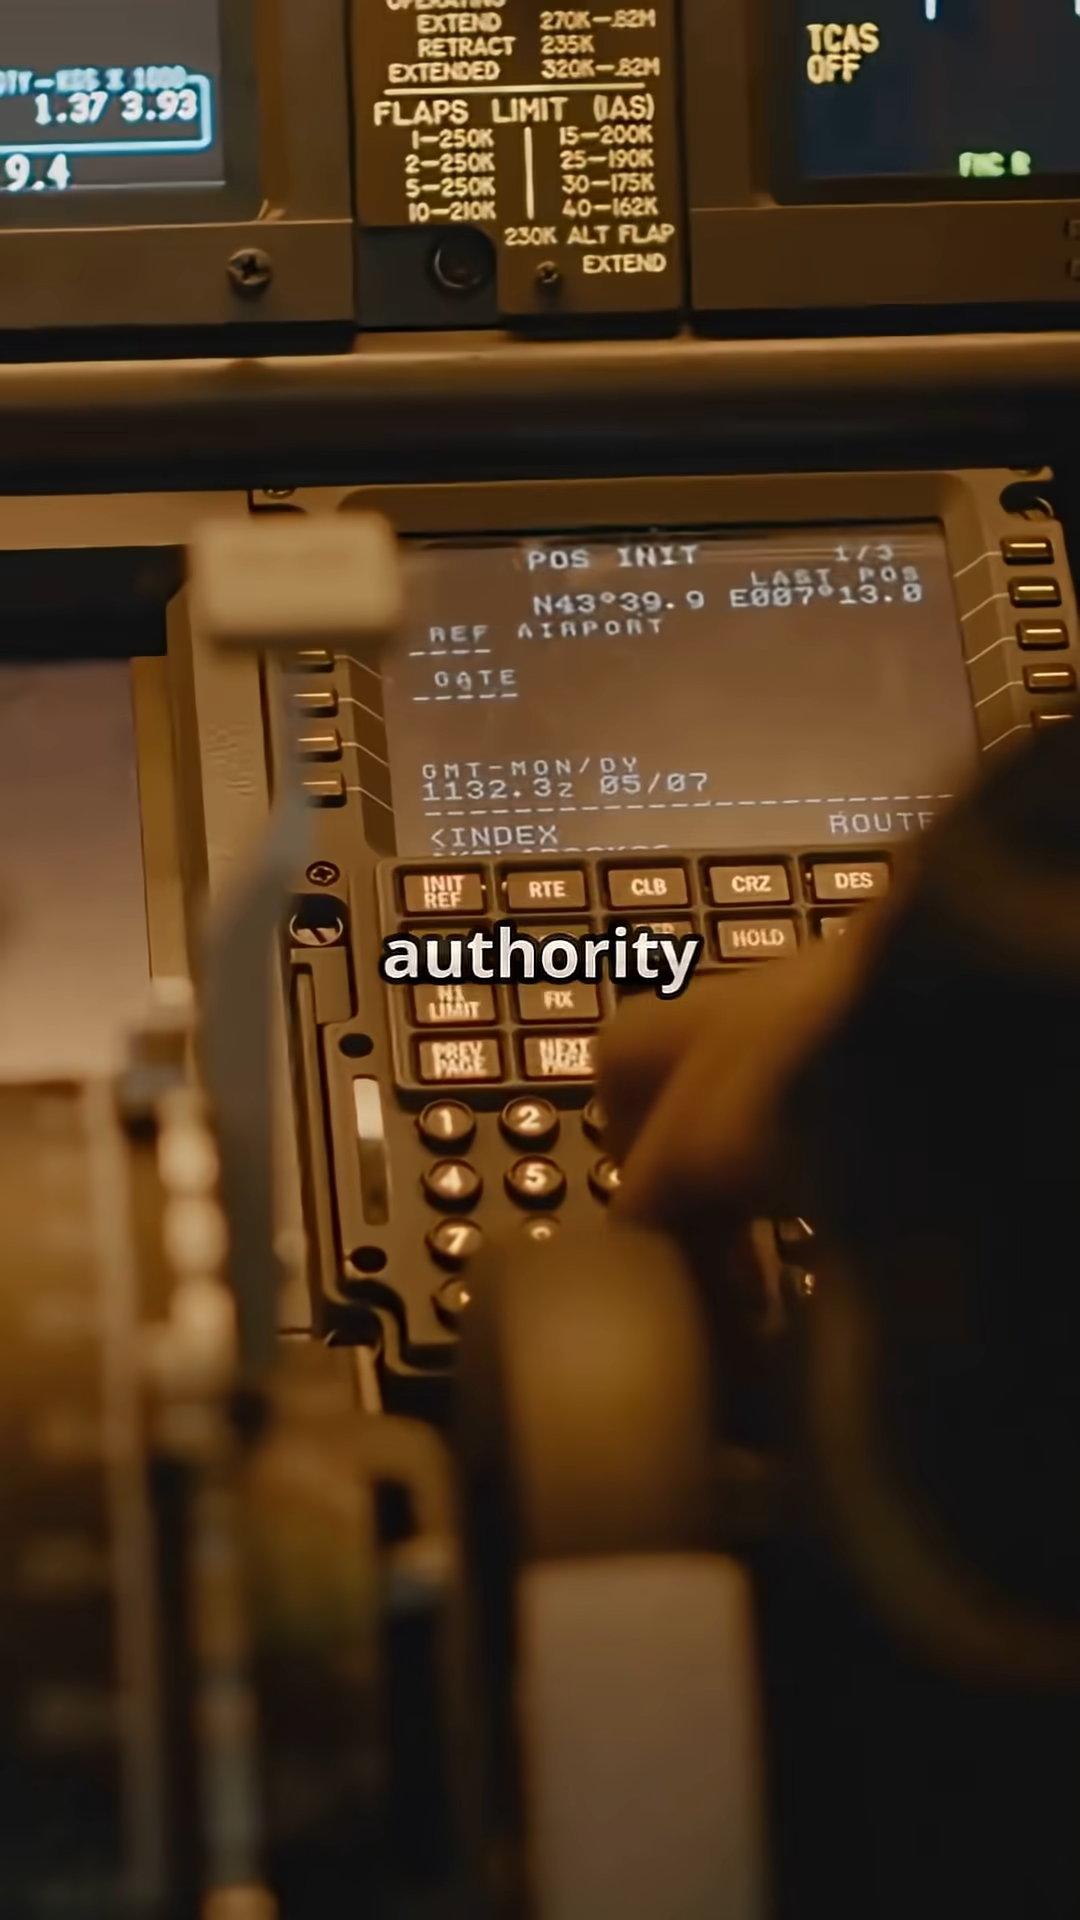 OPERATING
EXTEND 270K-.82M
RETRACT 235K
EXTENDED 320K-.82M
FLAPS LIMIT (IAS)
1-250K 15-200K
2-250K 25-190K
5-250K 30-175K
10-210K 40-162K
230K ALT FLAP
EXTEND
1.37 3.93
9.4
TCAS
OFF
POS INIT 1/3
LAST POS
N43°39.9 E007°13.0
REF AIRPORT
----
GATE
-----
GMT-MON/DY
1132.3z 05/07
<INDEX ROUTE
INIT
REF
RTE
CLB
CRZ
DES
HOLD
authority
N1
LIMIT
FIX
PREV
PAGE
NEXT
PAGE
1 2
4 5
7